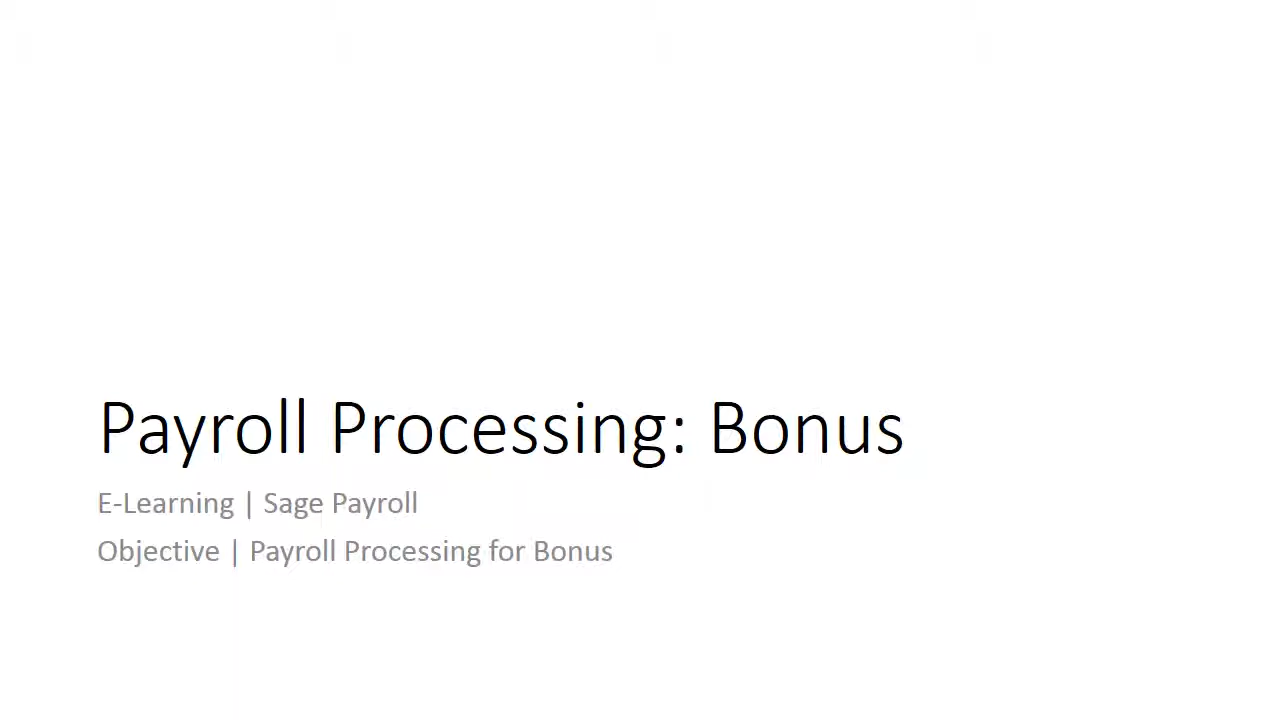 Payroll Processing: Bonus
E-Learning | Sage Payroll
Objective | Payroll Processing for Bonus